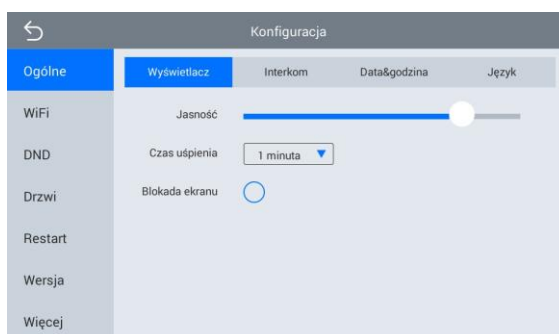 Konfiguracja
Ogólne
Wyświetlacz Interkom Data&godzina Język
WiFi
Jasność
DND
Czas uśpienia 1 minuta
Drzwi
Blokada ekranu
Restart
Wersja
Więcej